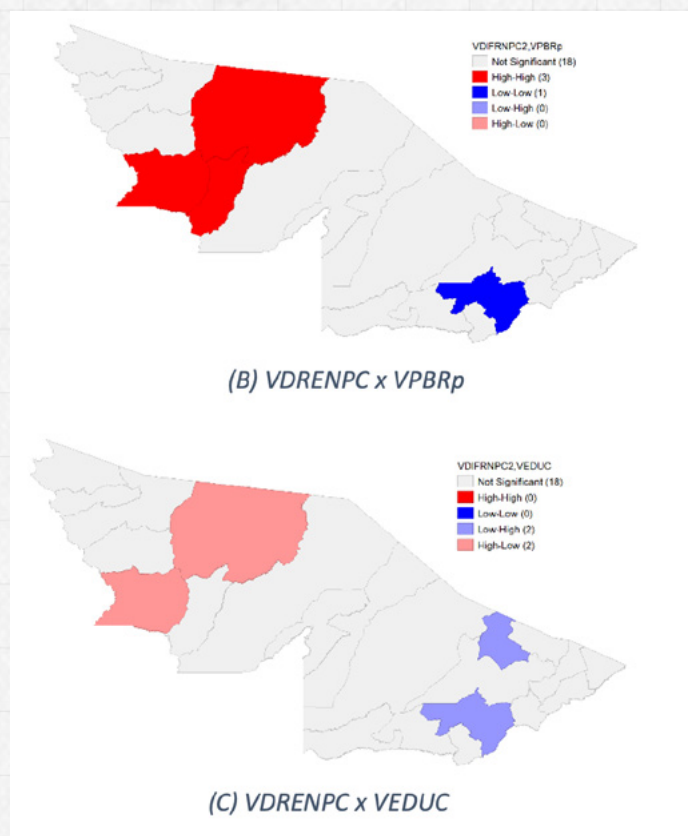 VDIFRNPC2,VPBRp
Not Significant (18)
High-High (3)
Low-Low (1)
Low-High (0)
High-Low (0)
(B) VDRENPC x VPBRp
VDIFRNPC2,VEDUC
Not Significant (18)
High-High (0)
Low-Low (0)
Low-High (2)
High-Low (2)
(C) VDRENPC x VEDUC